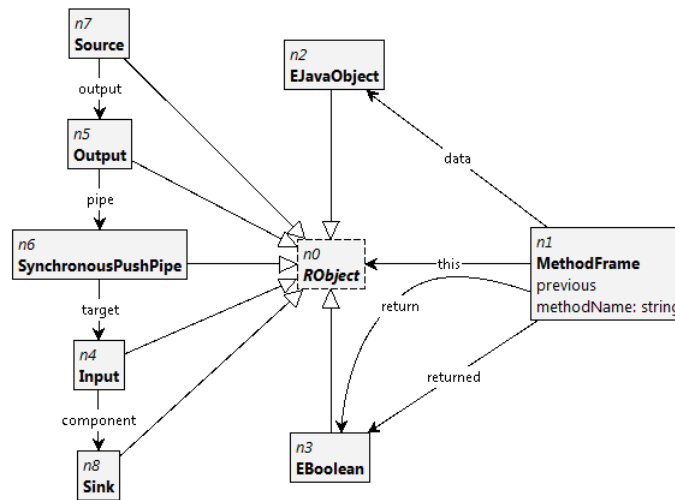 n7
Source
output
n5
Output
pipe
n6
SynchronousPushPipe
target
n4
Input
component
n8
Sink
n2
EJavaObject
data
n0
RObject
this
return
returned
n1
MethodFrame
previous
methodName: string
n3
EBoolean